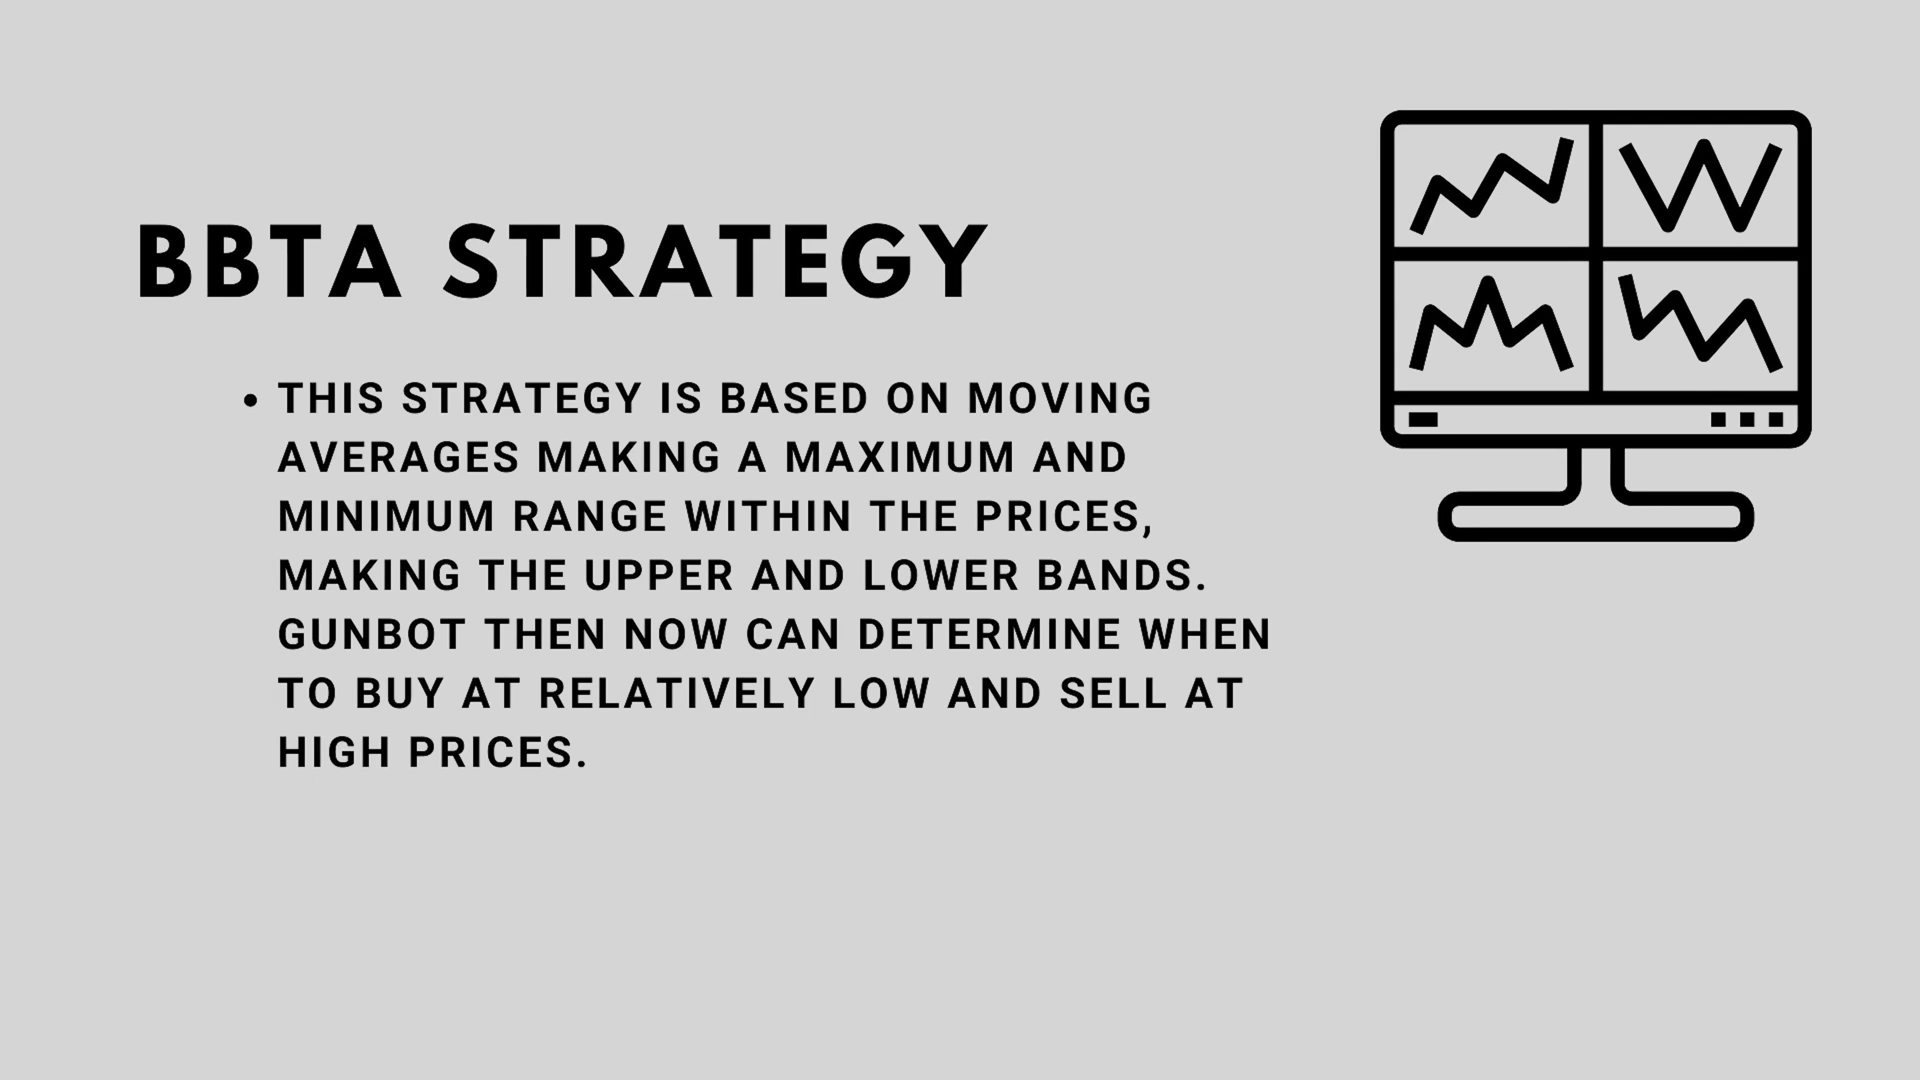 BBTA STRATEGY
• THIS STRATEGY IS BASED ON MOVING
AVERAGES MAKING A MAXIMUM AND
MINIMUM RANGE WITHIN THE PRICES,
MAKING THE UPPER AND LOWER BANDS.
GUNBOT THEN NOW CAN DETERMINE WHEN
TO BUY AT RELATIVELY LOW AND SELL AT
HIGH PRICES.